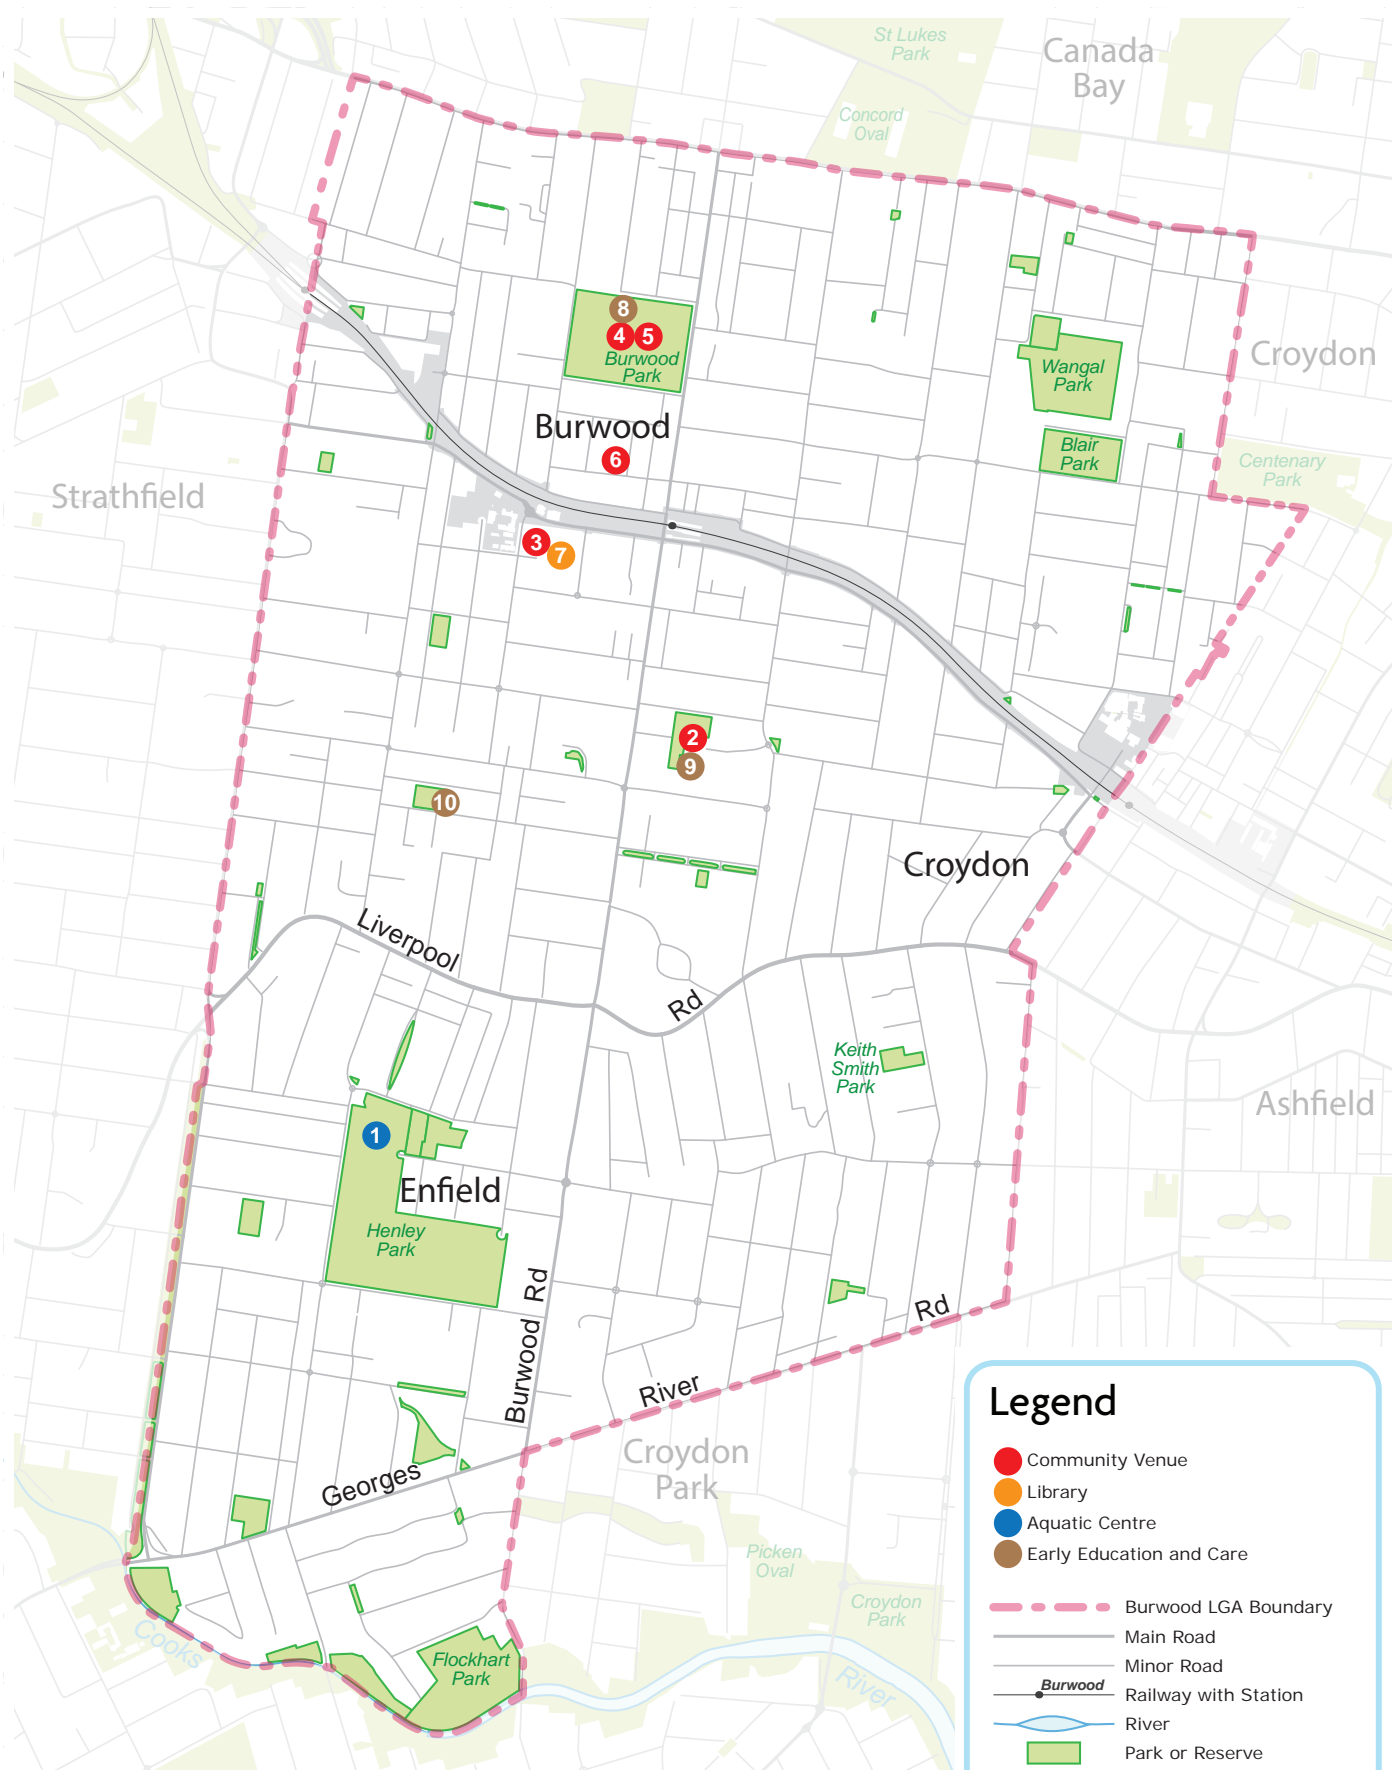 St Lukes
Park
Canada
Bay
Concord
Oval
8
4
5
Burwood
Park
Wangal
Park
Croydon
Burwood
Blair
Park
6
Centenary
Park
Strathfield
3
7
2
9
10
Croydon
Liverpool
Rd
Keith
Smith
Park
Ashfield
1
Enfield
Henley
Park
Burwood Rd
Rd
River
Georges
Croydon
Park
Picken
Oval
Croydon
Park
Cooks
River
Flockhart
Park
Legend
Community Venue
Library
Aquatic Centre
Early Education and Care
Burwood LGA Boundary
Main Road
Minor Road
Burwood
Railway with Station
River
Park or Reserve